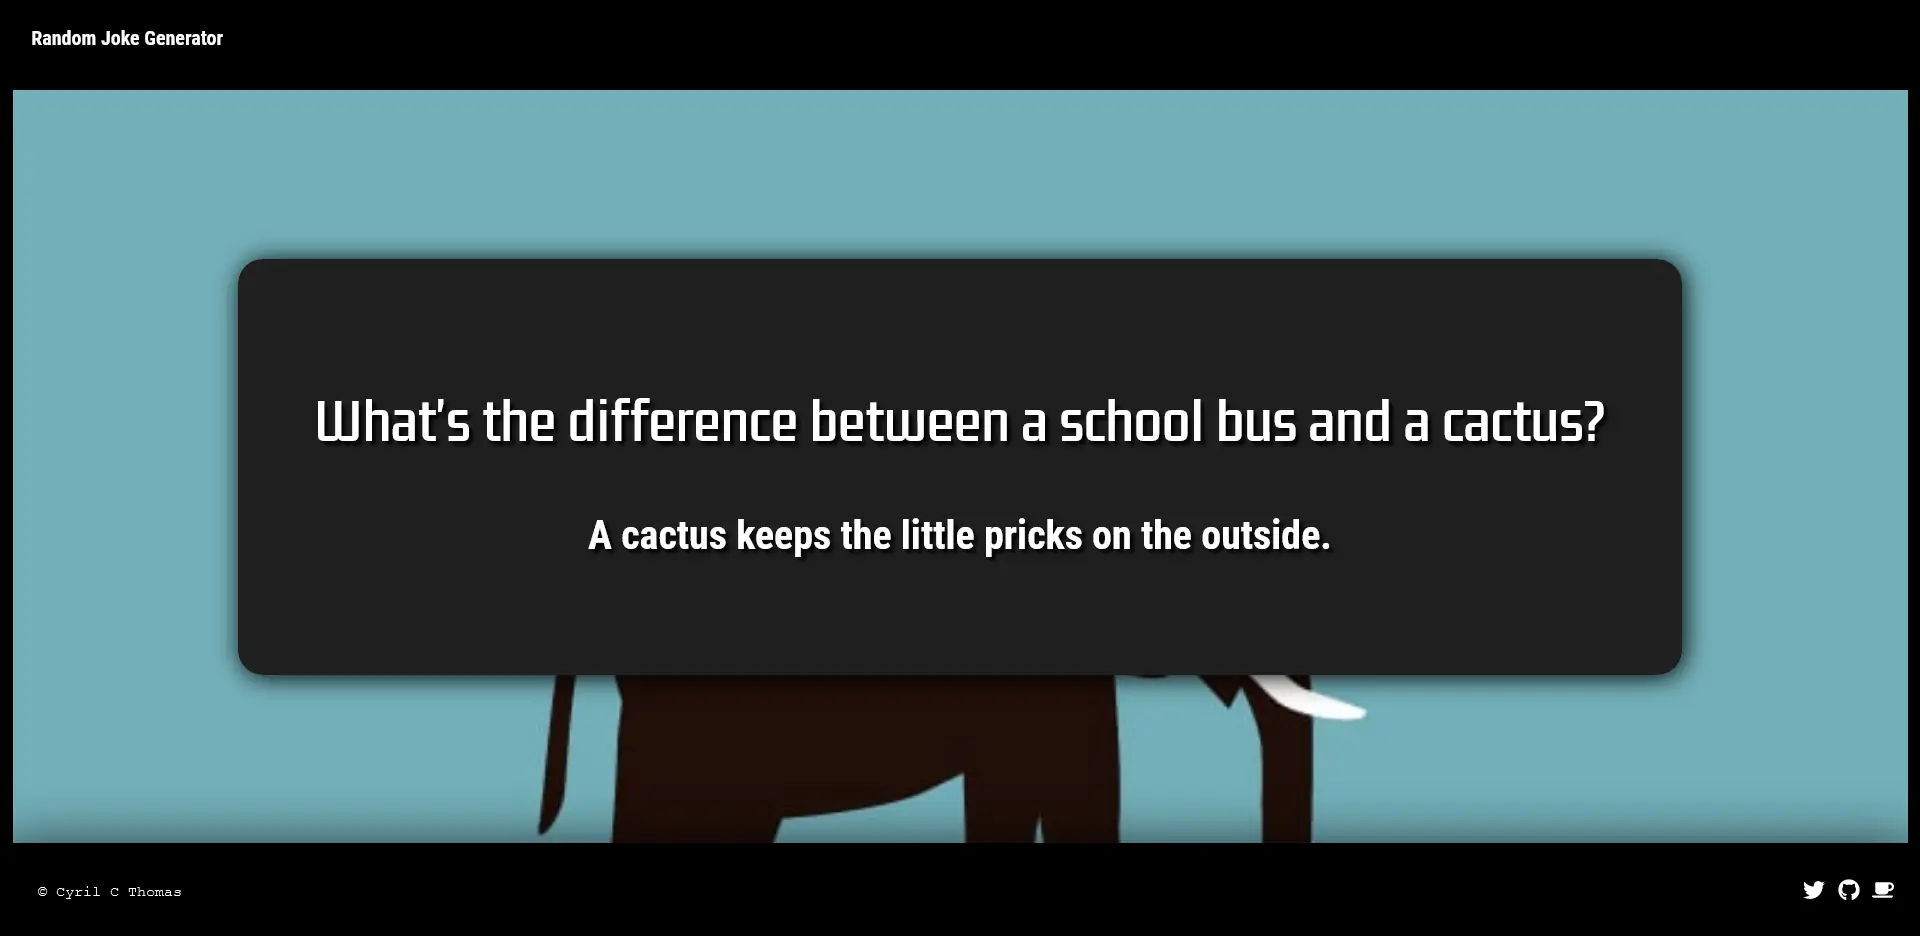 Random Joke Generator
What's the difference between a school bus and a cactus?
A cactus keeps the little pricks on the outside.
© Cyril C Thomas